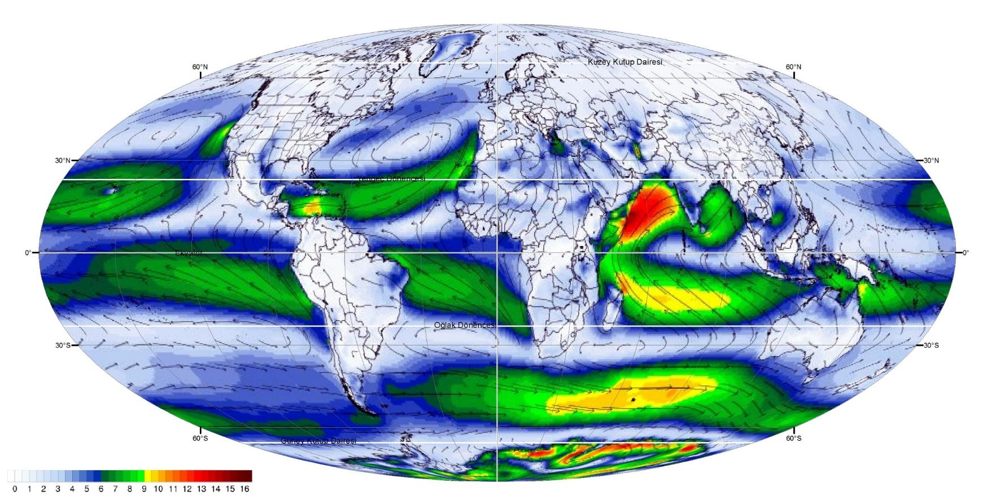 Kuzey Kutup Dairesi
60°N
60°N
30°N
30°N
Yengeç Dönencesi
0°
Ekvator
0°
Oğlak Dönencesi
30°S
30°S
60°S
Güney Kutup Dairesi
60°S
0 1 2 3 4 5 6 7 8 9 10 11 12 13 14 15 16